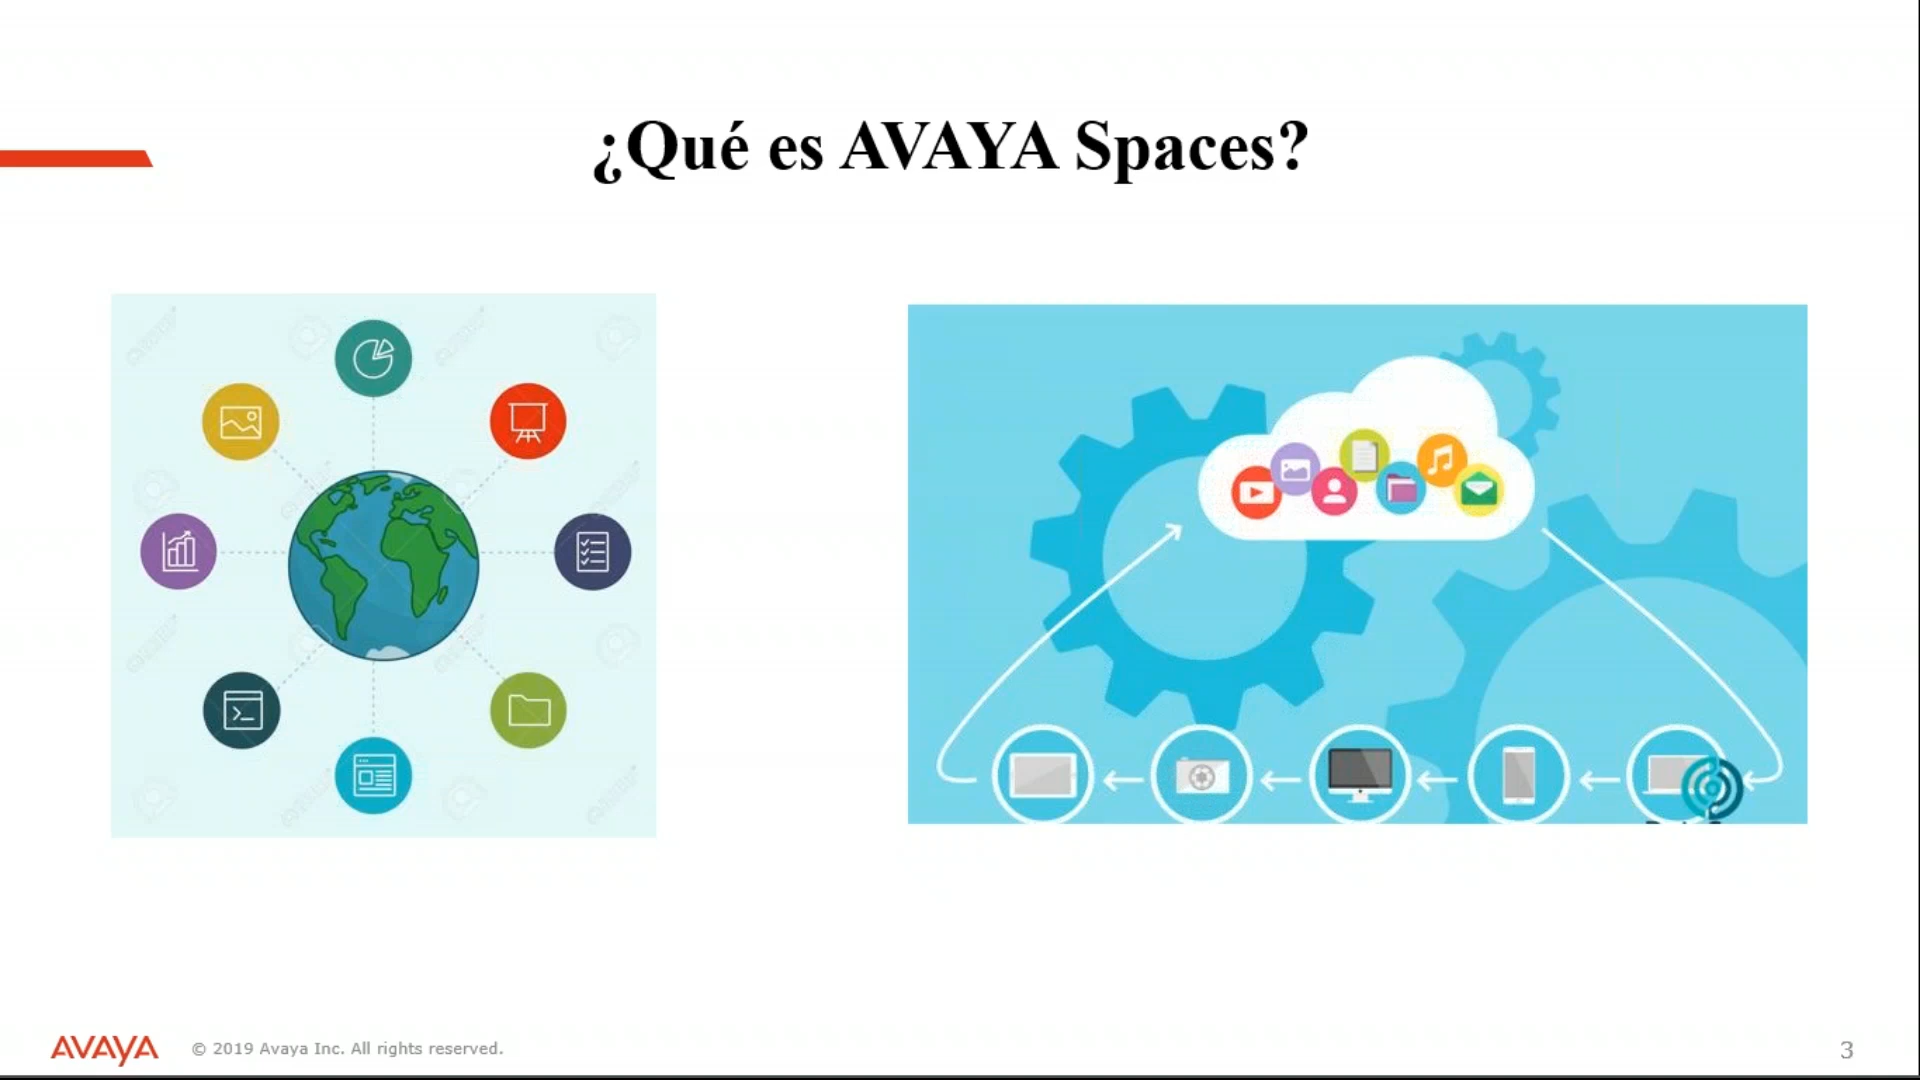 ¿Qué es AVAYA Spaces?
AVAYA
© 2019 Avaya Inc. All rights reserved.
3